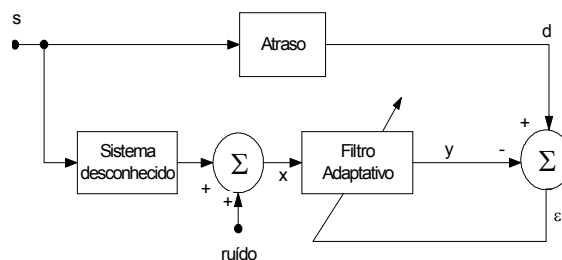 s
Atraso
d
Sistema
desconhecido
+
+
Σ
x
Filtro
Adaptativo
y
-
+
Σ
ε
ruído